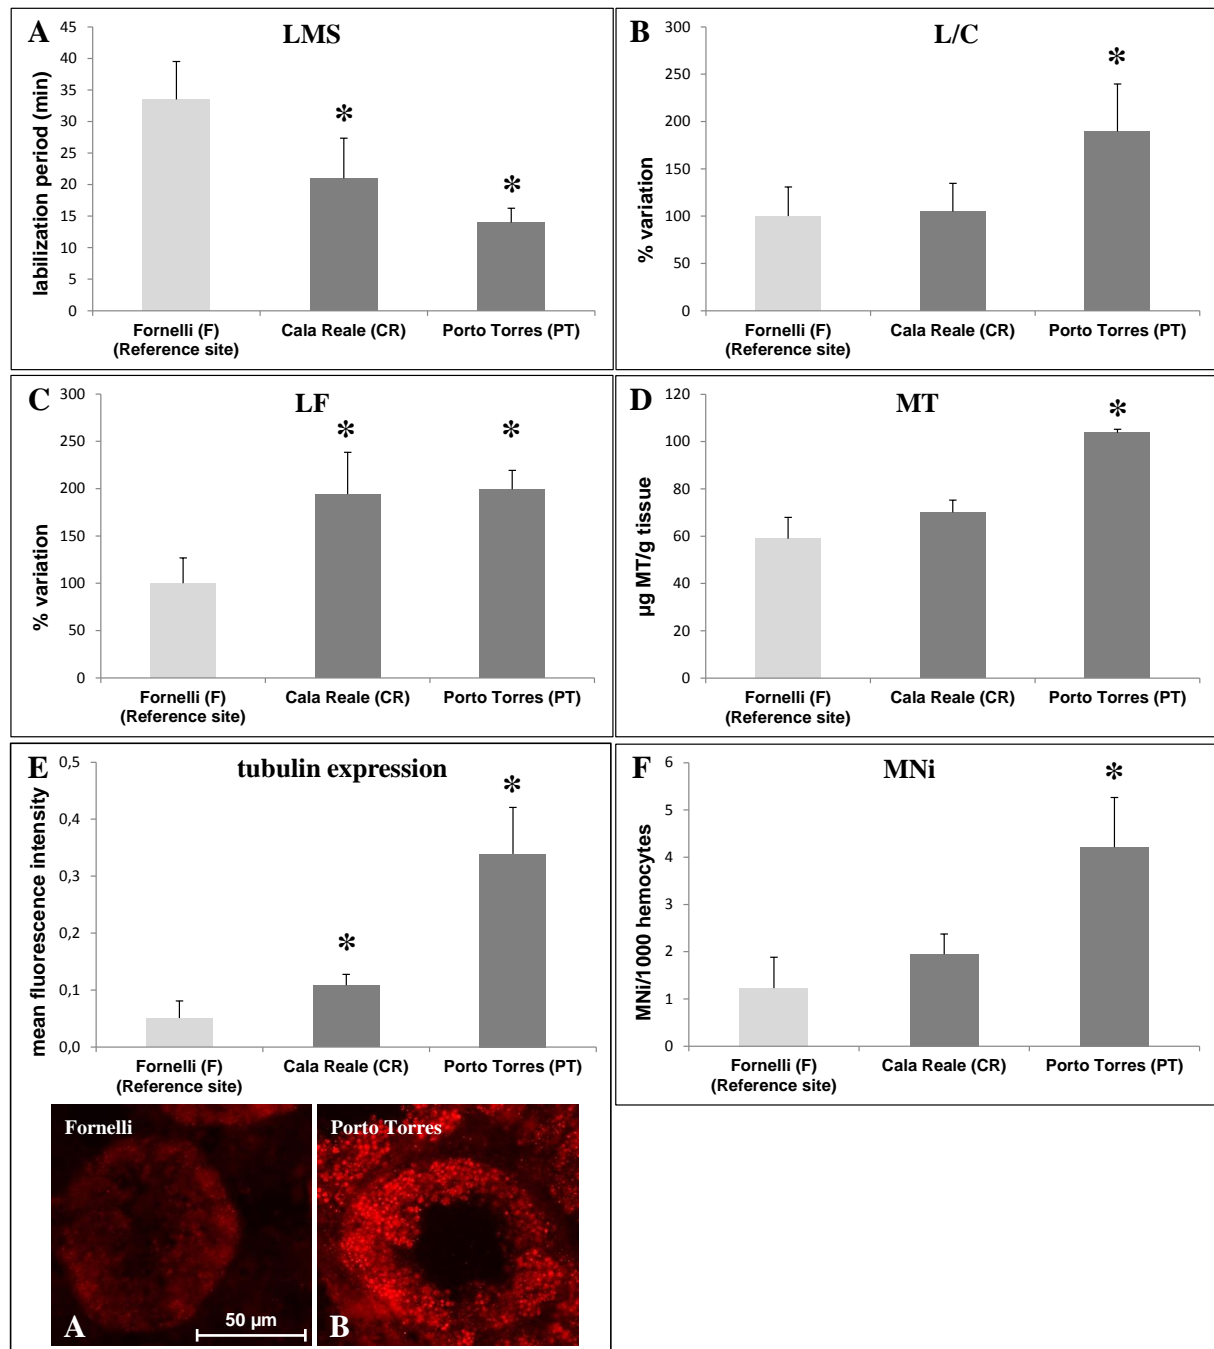 A
LMS
labilization period (min)
45
40
35
30
25
20
15
10
5
0
*
*
Fornelli (F)
(Reference site)
Cala Reale (CR)
Porto Torres (PT)
B
L/C
% variation
300
250
200
150
100
50
0
*
Fornelli (F)
(Reference site)
Cala Reale (CR)
Porto Torres (PT)
C
LF
% variation
300
250
200
150
100
50
0
*
*
Fornelli (F)
(Reference site)
Cala Reale (CR)
Porto Torres (PT)
D
MT
µg MT/g tissue
120
100
80
60
40
20
0
*
Fornelli (F)
(Reference site)
Cala Reale (CR)
Porto Torres (PT)
E
tubulin expression
mean fluorescence intensity
0,5
0,4
0,3
0,2
0,1
0,0
*
*
Fornelli (F)
(Reference site)
Cala Reale (CR)
Porto Torres (PT)
Fornelli
A
50 µm
Porto Torres
B
F
MNi
MNi/1000 hemocytes
6
5
4
3
2
1
0
*
Fornelli (F)
(Reference site)
Cala Reale (CR)
Porto Torres (PT)